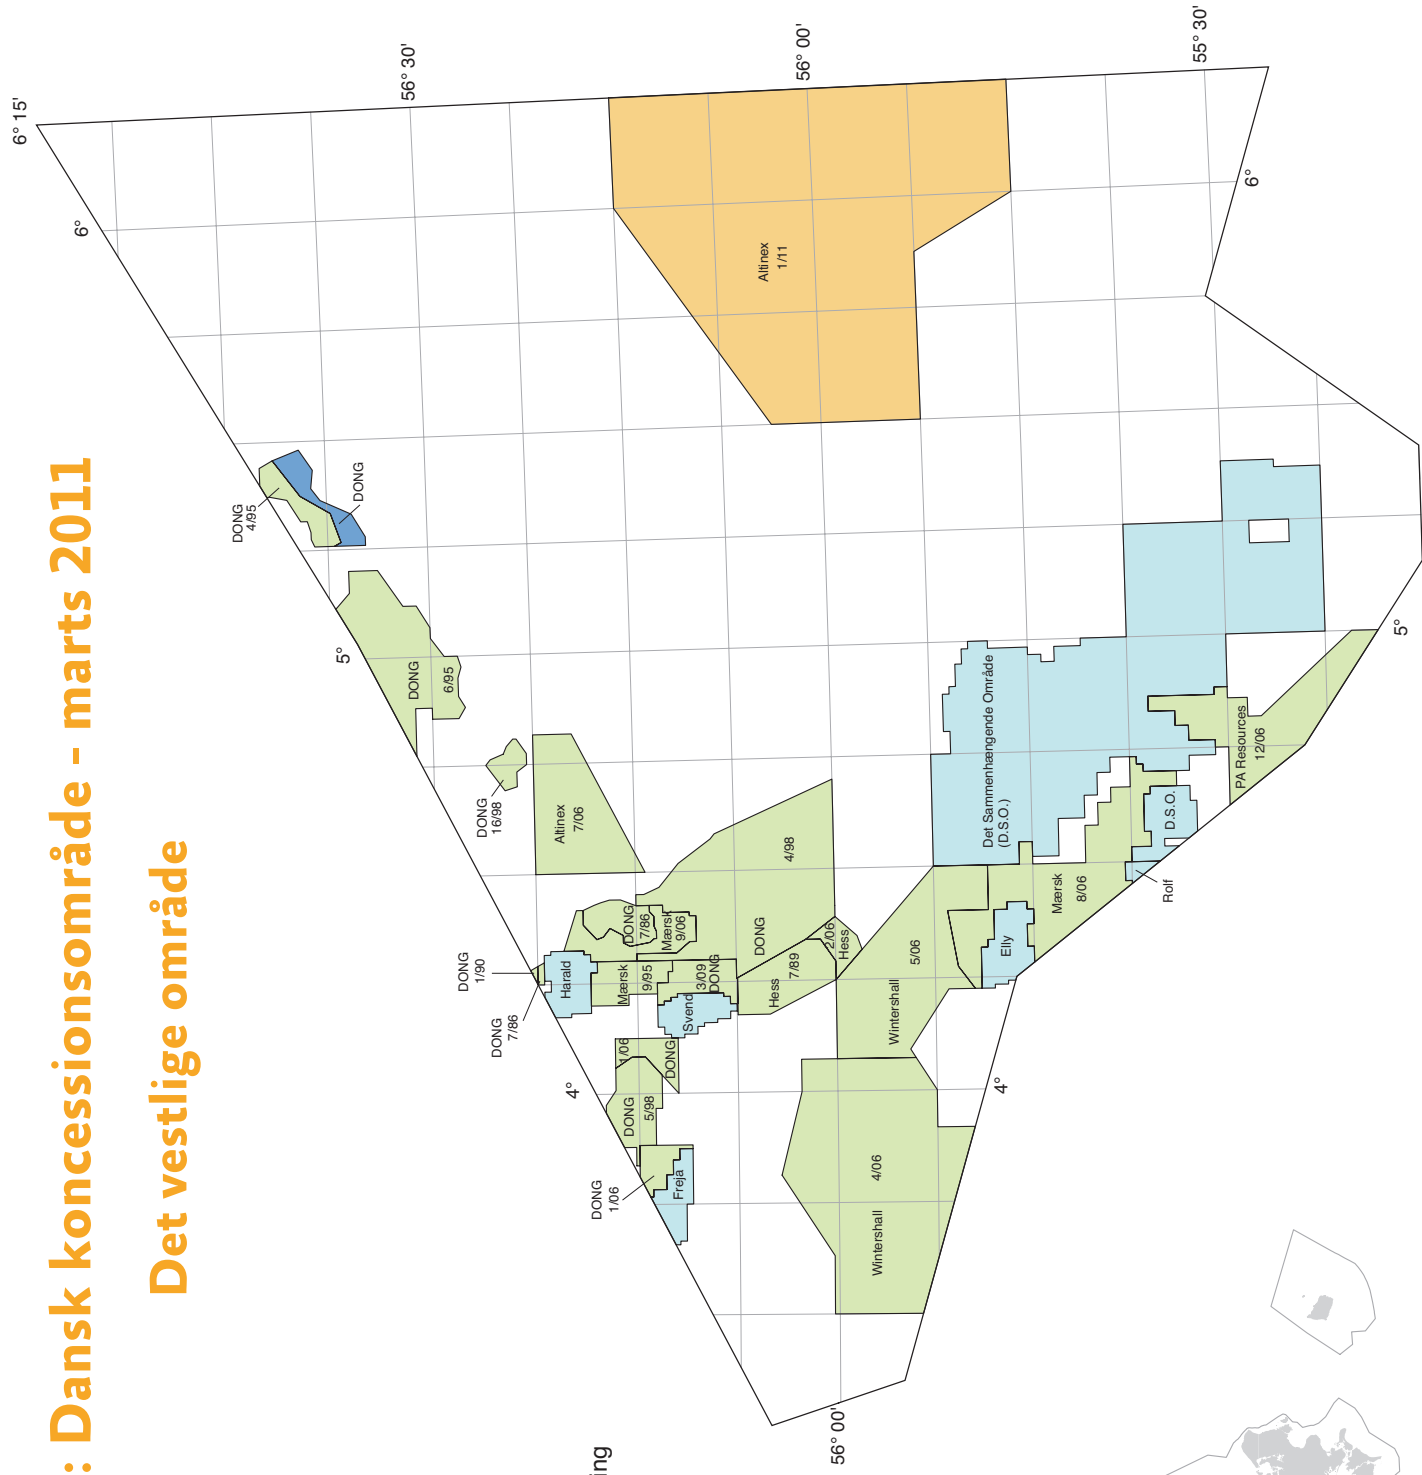 : Dansk koncessionsområde – marts 2011
Det vestlige område
6° 15'
56° 30'
56° 00'
55° 30'
6°
6°
Altinex
1/11
DONG
4/95
DONG
5°
DONG
6/95
DONG
16/98
Altinex
7/06
4/98
DONG
DONG
7/86
Mærsk
9/06
DONG
1/90
DONG
7/86
Harald
Mærsk
9/95
3/09
DONG
Svend
Hess
7/89
2/06
Hess
1/06
DONG
4°
DONG
5/98
DONG
1/06
Freja
5/06
Wintershall
4/06
Wintershall
Det Sammenhængende Område
(D.S.O.)
Mærsk
8/06
Elly
Rolf
D.S.O.
PA Resources
12/06
5°
4°
56° 00'
ing